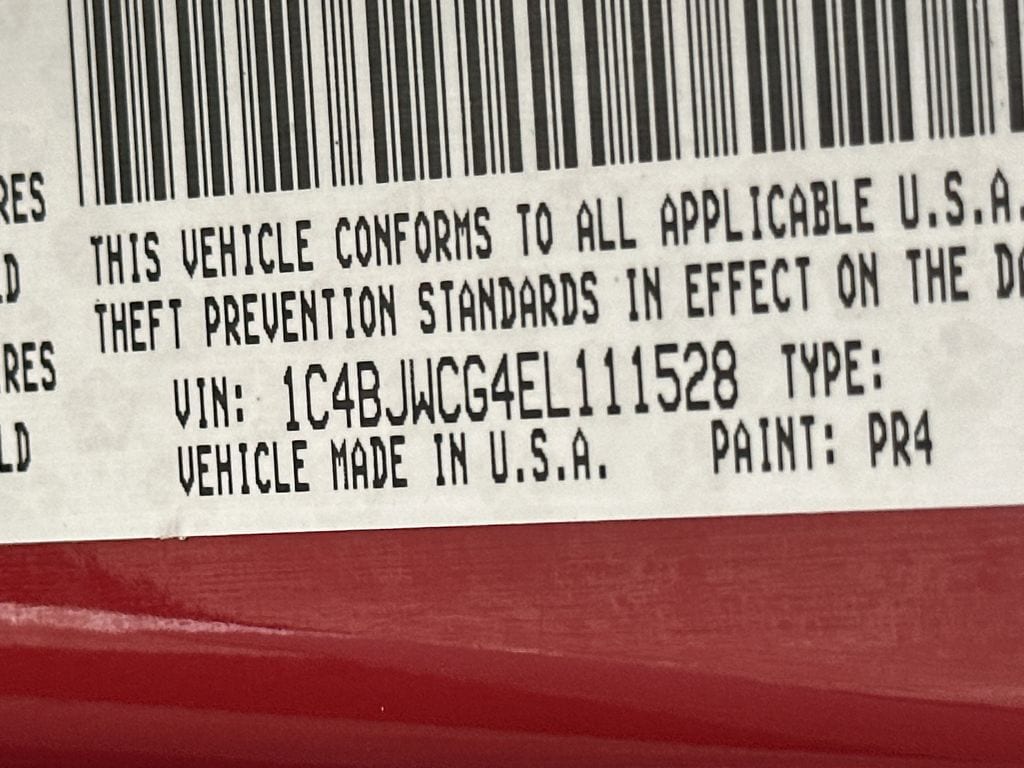 RES
LD
RES
LD
THIS VEHICLE CONFORMS TO ALL APPLICABLE U.S.A.
THEFT PREVENTION STANDARDS IN EFFECT ON THE
VIN: 1C4BJWCG4EL111528 TYPE:
VEHICLE MADE IN U.S.A. PAINT: PR4